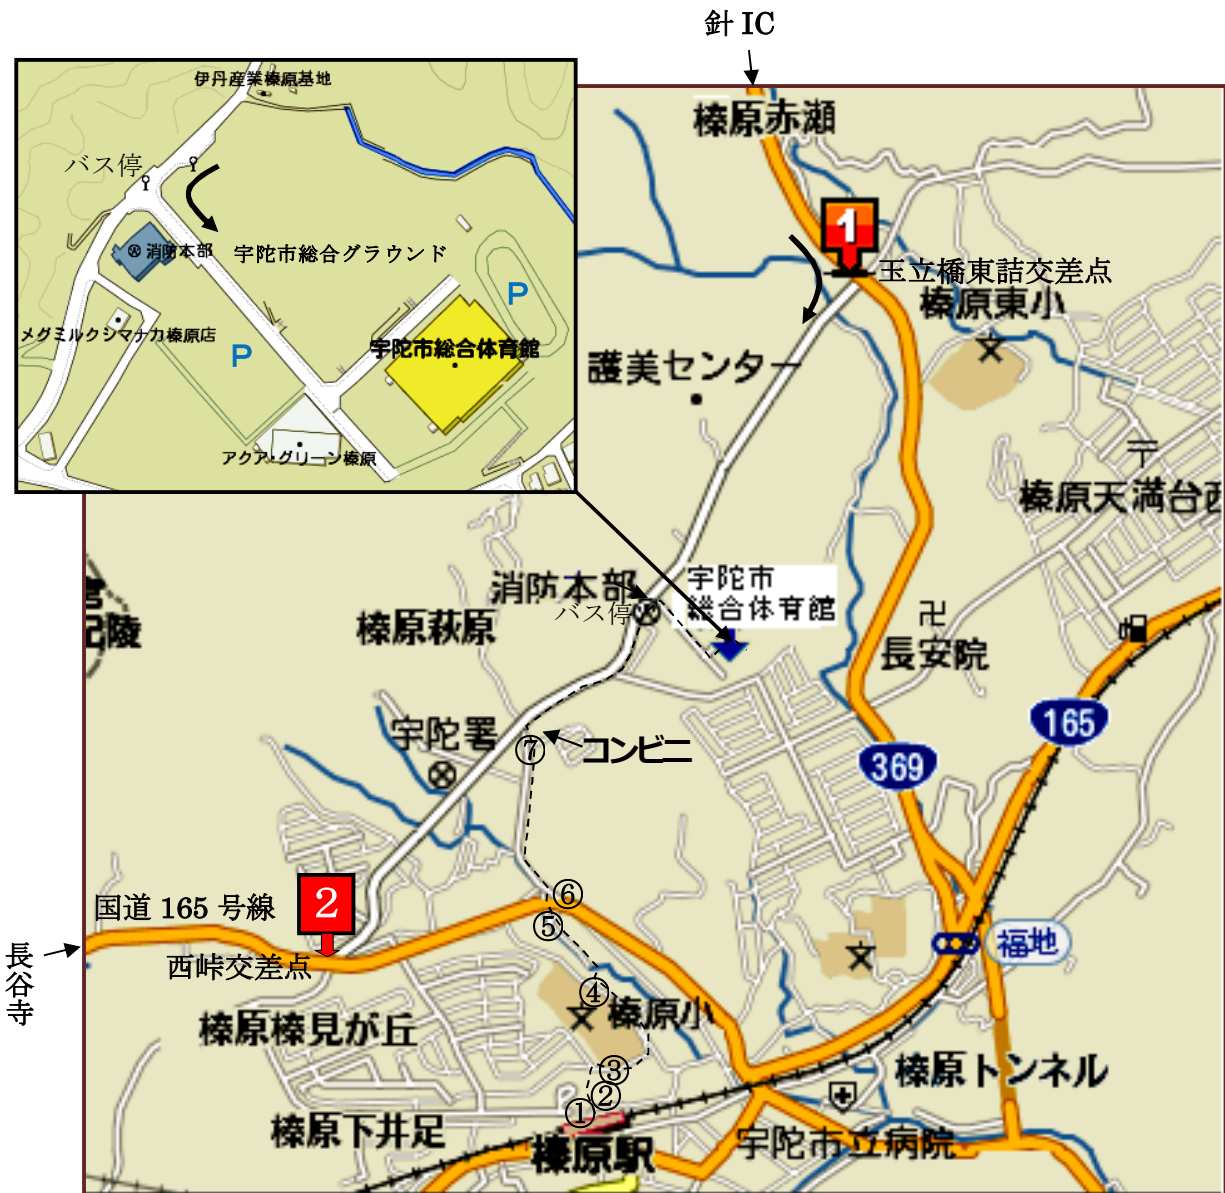 針 IC
伊丹産業榛原基地
バス停
消防本部
宇陀市総合グラウンド
P
メグミルクシマナカ榛原店
P
宇陀市総合体育館
アクア・グリーン榛原
榛原赤瀬
1
玉立橋東詰交差点
榛原東小
護美センター
榛原天満台西
消防本部
バス停
宇陀市
総合体育館
榛原萩原
長安院
165
宇陀署
⑦
コンビニ
369
国道 165 号線
2
⑥
⑤
長谷寺
西峠交差点
福地
④
榛原小
榛原榛見が丘
③
榛原トンネル
②
①
榛原下井足
榛原駅
宇陀市立病院